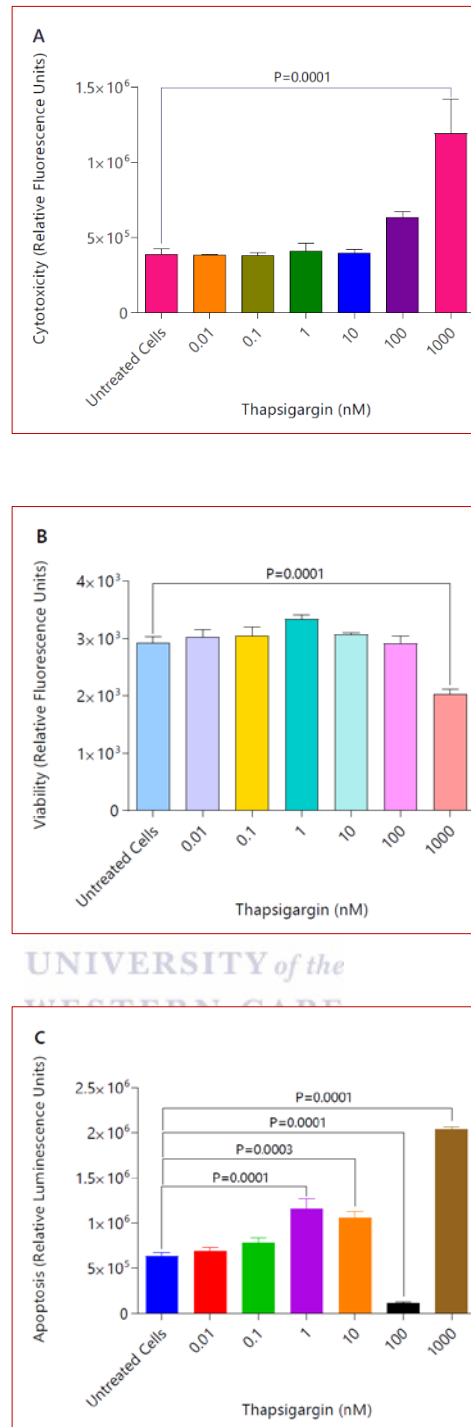 A
P=0.0001
1.5×10⁶
1×10⁶
5×10⁵
0
Cytotoxicity (Relative Fluorescence Units)
Untreated Cells
0.01
0.1
1
10
100
1000
Thapsigargin (nM)
B
P=0.0001
4×10³
3×10³
2×10³
1×10³
0
Viability (Relative Fluorescence Units)
Untreated Cells
0.01
0.1
1
10
100
1000
Thapsigargin (nM)
UNIVERSITY of the
C
P=0.0001
P=0.0001
P=0.0003
P=0.0001
2.5×10⁶
2×10⁶
1.5×10⁶
1×10⁶
5×10⁵
0
Apoptosis (Relative Luminescence Units)
Untreated Cells
0.01
0.1
1
10
100
1000
Thapsigargin (nM)